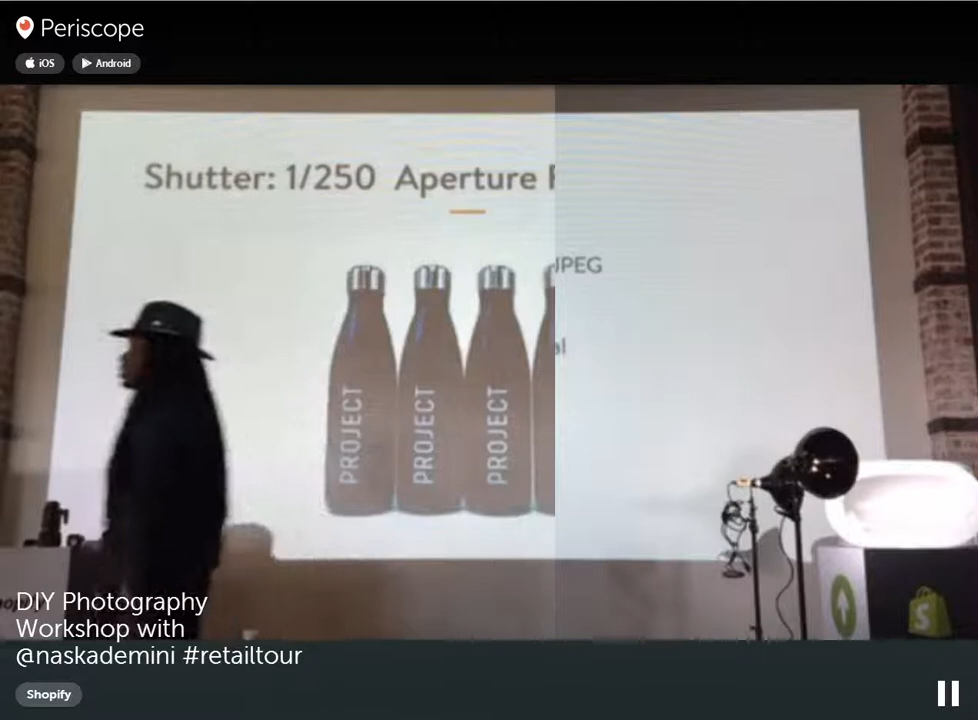 Periscope
iOS
Android
Shutter: 1/250 Aperture
JPEG
PROJECT
PROJECT
PROJECT
DIY Photography
Workshop with
@naskademini #retailtour
Shopify